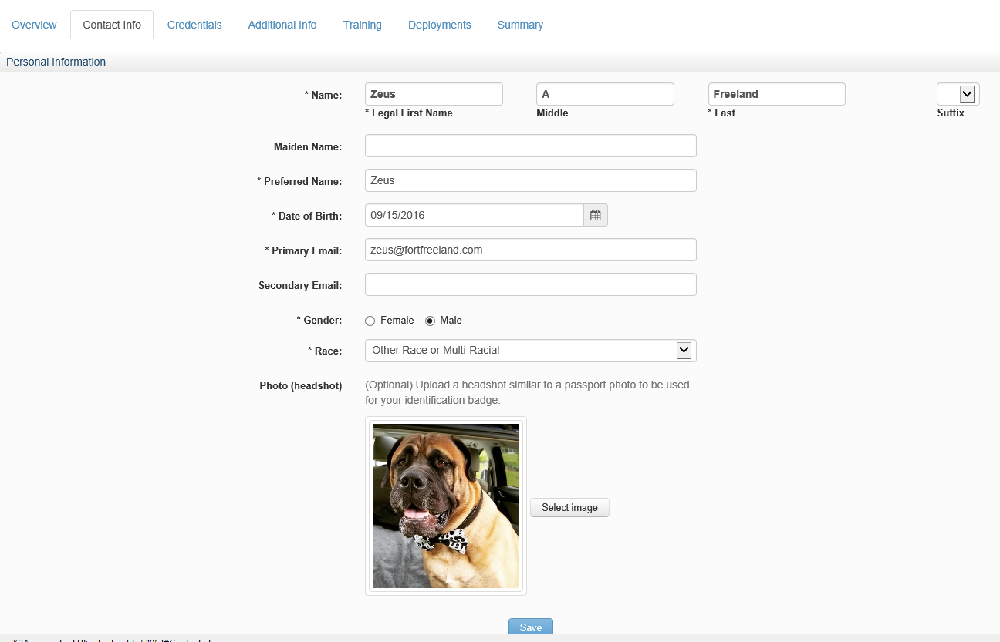 Overview Contact Info Credentials Additional Info Training Deployments Summary
Personal Information
* Name: Zeus A Freeland
* Legal First Name Middle * Last Suffix
Maiden Name:
* Preferred Name: Zeus
* Date of Birth: 09/15/2016
* Primary Email: zeus@fortfreeland.com
Secondary Email:
* Gender: Female Male
* Race: Other Race or Multi-Racial
Photo (headshot) (Optional) Upload a headshot similar to a passport photo to be used
for your identification badge.
Select image
Save